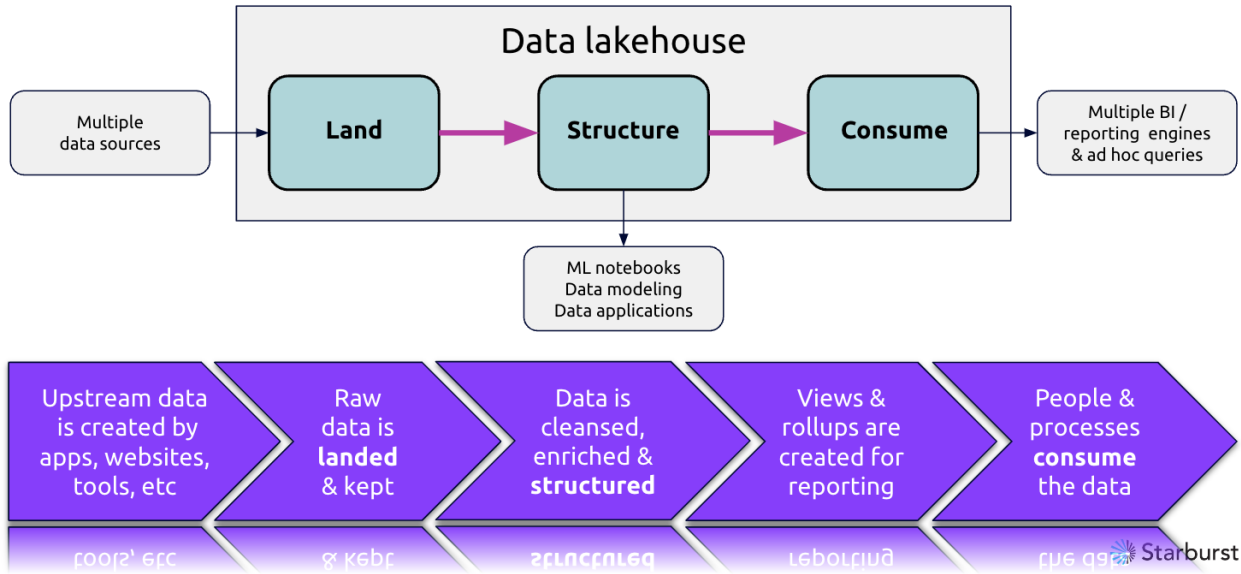 Data lakehouse
Multiple
data sources
Land
Structure
Consume
Multiple BI /
reporting engines
& ad hoc queries
ML notebooks
Data modeling
Data applications
Upstream data
is created by
apps, websites,
tools, etc
Raw
data is
landed
& kept
Data is
cleansed,
enriched &
structured
Views &
rollups are
created for
reporting
People &
processes
consume
the data
Starburst